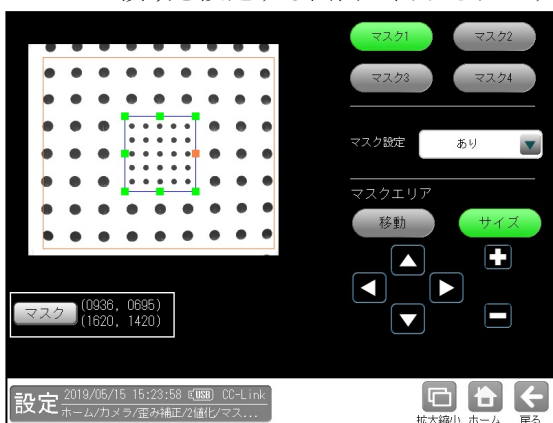 マスク1
マスク2
マスク3
マスク4
マスク設定
あり
マスクエリア
移動
サイズ
マスク
(0936, 0695)
(1620, 1420)
設定
2019/05/15 15:23:58 USB CC-Link
ホーム/カメラ/歪み補正/2値化/マス...
拡大縮小
ホーム
戻る